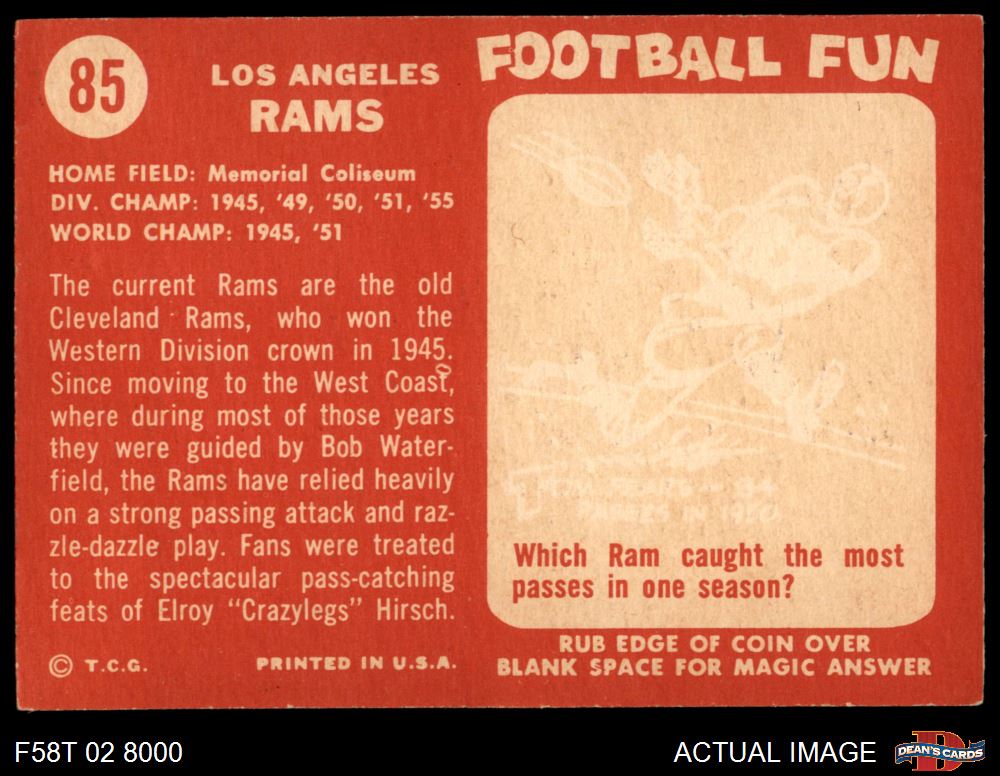 85
LOS ANGELES
RAMS
HOME FIELD: Memorial Coliseum
DIV. CHAMP: 1945, '49, '50, '51, '55
WORLD CHAMP: 1945, '51
The current Rams are the old
Cleveland Rams, who won the
Western Division crown in 1945.
Since moving to the West Coast,
where during most of those years
they were guided by Bob Water-
field, the Rams have relied heavily
on a strong passing attack and raz-
zle-dazzle play. Fans were treated
to the spectacular pass-catching
feats of Elroy "Crazylegs" Hirsch.
© T.C.G.
PRINTED IN U.S.A.
FOOTBALL FUN
84
PASSES IN
Which Ram caught the most
passes in one season?
RUB EDGE OF COIN OVER
BLANK SPACE FOR MAGIC ANSWER
F58T 02 8000
ACTUAL IMAGE
DEAN'S CARDS